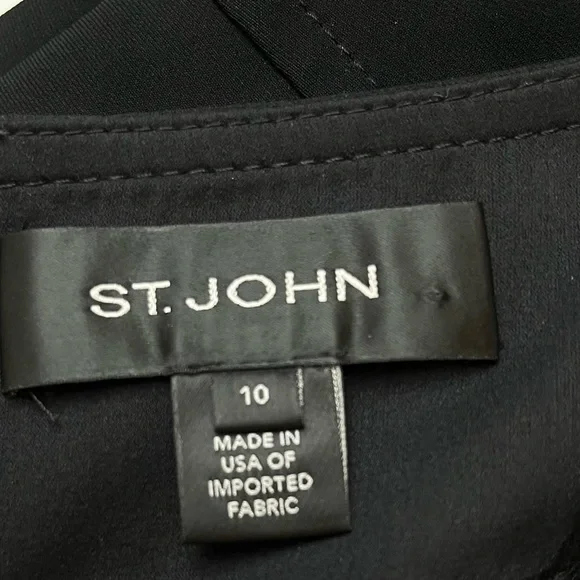 ST. JOHN
10
MADE IN
USA OF
IMPORTED
FABRIC